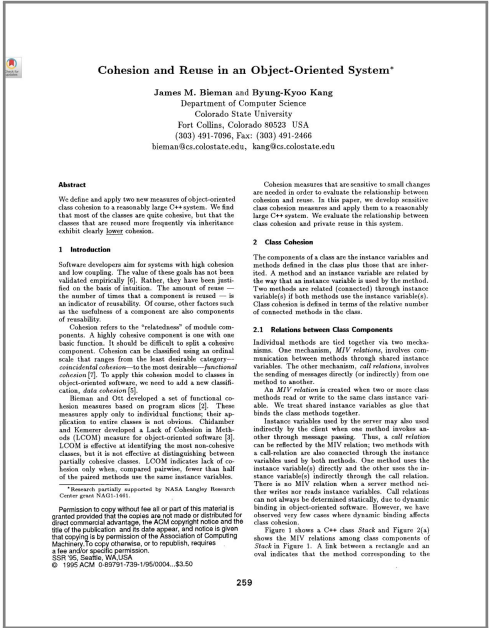 Cohesion and Reuse in an Object-Oriented System*
James M. Bieman and Byung-Kyoo Kang
Department of Computer Science
Colorado State University
Fort Collins, Colorado 80523 USA
(303) 491-7096, Fax: (303) 491-2466
bieman@cs.colostate.edu, kang@cs.colostate.edu
Abstract
We define and apply two new measures of object-oriented
class cohesion to a reasonably large C++ system. We find
that most of the classes are quite cohesive, but that the
classes that are reused more frequently via inheritance
exhibit clearly lower cohesion.
1 Introduction
Software developers aim for systems with high cohesion
and low coupling. The value of these goals has not been
validated empirically [6]. Rather, they have been justi-
fied on the basis of intuition. The amount of reuse —
the number of times that a component is reused — is
an indicator of reusability. Of course, other factors such
as the usefulness of a component are also components
of reusability.
Cohesion refers to the "relatedness" of module com-
ponents. A highly cohesive component is one with one
basic function. It should be difficult to split a cohesive
component. Cohesion can be classified using an ordinal
scale that ranges from the least desirable category—
coincidental cohesion—to the most desirable—functional
cohesion [7]. To apply this cohesion model to classes in
object-oriented software, we need to add a new classifi-
cation, data cohesion [5].
Bieman and Ott developed a set of functional co-
hesion measures based on program slices [2]. These
measures apply only to individual functions; their ap-
plication to entire classes is not obvious. Chidamber
and Kemerer developed a Lack of Cohesion in Meth-
ods (LCOM) measure for object-oriented software [3].
LCOM is effective at identifying the most non-cohesive
classes, but it is not effective at distinguishing between
partially cohesive classes. LCOM indicates lack of co-
hesion only when, compared pairwise, fewer than half
of the paired methods use the same instance variables.
*Research partially supported by NASA Langley Research
Center grant NAG1-1461.
Permission to copy without fee all or part of this material is
granted provided that the copies are not made or distributed for
direct commercial advantage, the ACM copyright notice and the
title of the publication and its date appear, and notice is given
that copying is by permission of the Association of Computing
Machinery. To copy otherwise, or to republish, requires
a fee and/or specific permission.
SSR '95, Seattle, WA, USA
© 1995 ACM 0-89791-739-1/95/0004...$3.50
Cohesion measures that are sensitive to small changes
are needed in order to evaluate the relationship between
cohesion and reuse. In this paper, we develop sensitive
class cohesion measures and apply them to a reasonably
large C++ system. We evaluate the relationship between
class cohesion and private reuse in this system.
2 Class Cohesion
The components of a class are the instance variables and
methods defined in the class plus those that are inher-
ited. A method and an instance variable are related by
the way that an instance variable is used by the method.
Two methods are related (connected) through instance
variable(s) if both methods use the instance variable(s).
Class cohesion is defined in terms of the relative number
of connected methods in the class.
2.1 Relations between Class Components
Individual methods are tied together via two mecha-
nisms. One mechanism, MIV relations, involves com-
munication between methods through shared instance
variables. The other mechanism, call relations, involves
the sending of messages directly (or indirectly) from one
method to another.
An MIV relation is created when two or more class
methods read or write to the same class instance vari-
able. We treat shared instance variables as glue that
binds the class methods together.
Instance variables used by the server may also used
indirectly by the client when one method invokes an-
other through message passing. Thus, a call relation
can be reflected by the MIV relation; two methods with
a call-relation are also connected through the instance
variables used by both methods. One method uses the
instance variable(s) directly and the other uses the in-
stance variable(s) indirectly through the call relation.
There is no MIV relation when a server method nei-
ther writes nor reads instance variables. Call relations
can not always be determined statically, due to dynamic
binding in object-oriented software. However, we have
observed very few cases where dynamic binding affects
class cohesion.
Figure 1 shows a C++ class Stack and Figure 2(a)
shows the MIV relations among class components of
Stack in Figure 1. A link between a rectangle and an
oval indicates that the method corresponding to the
259